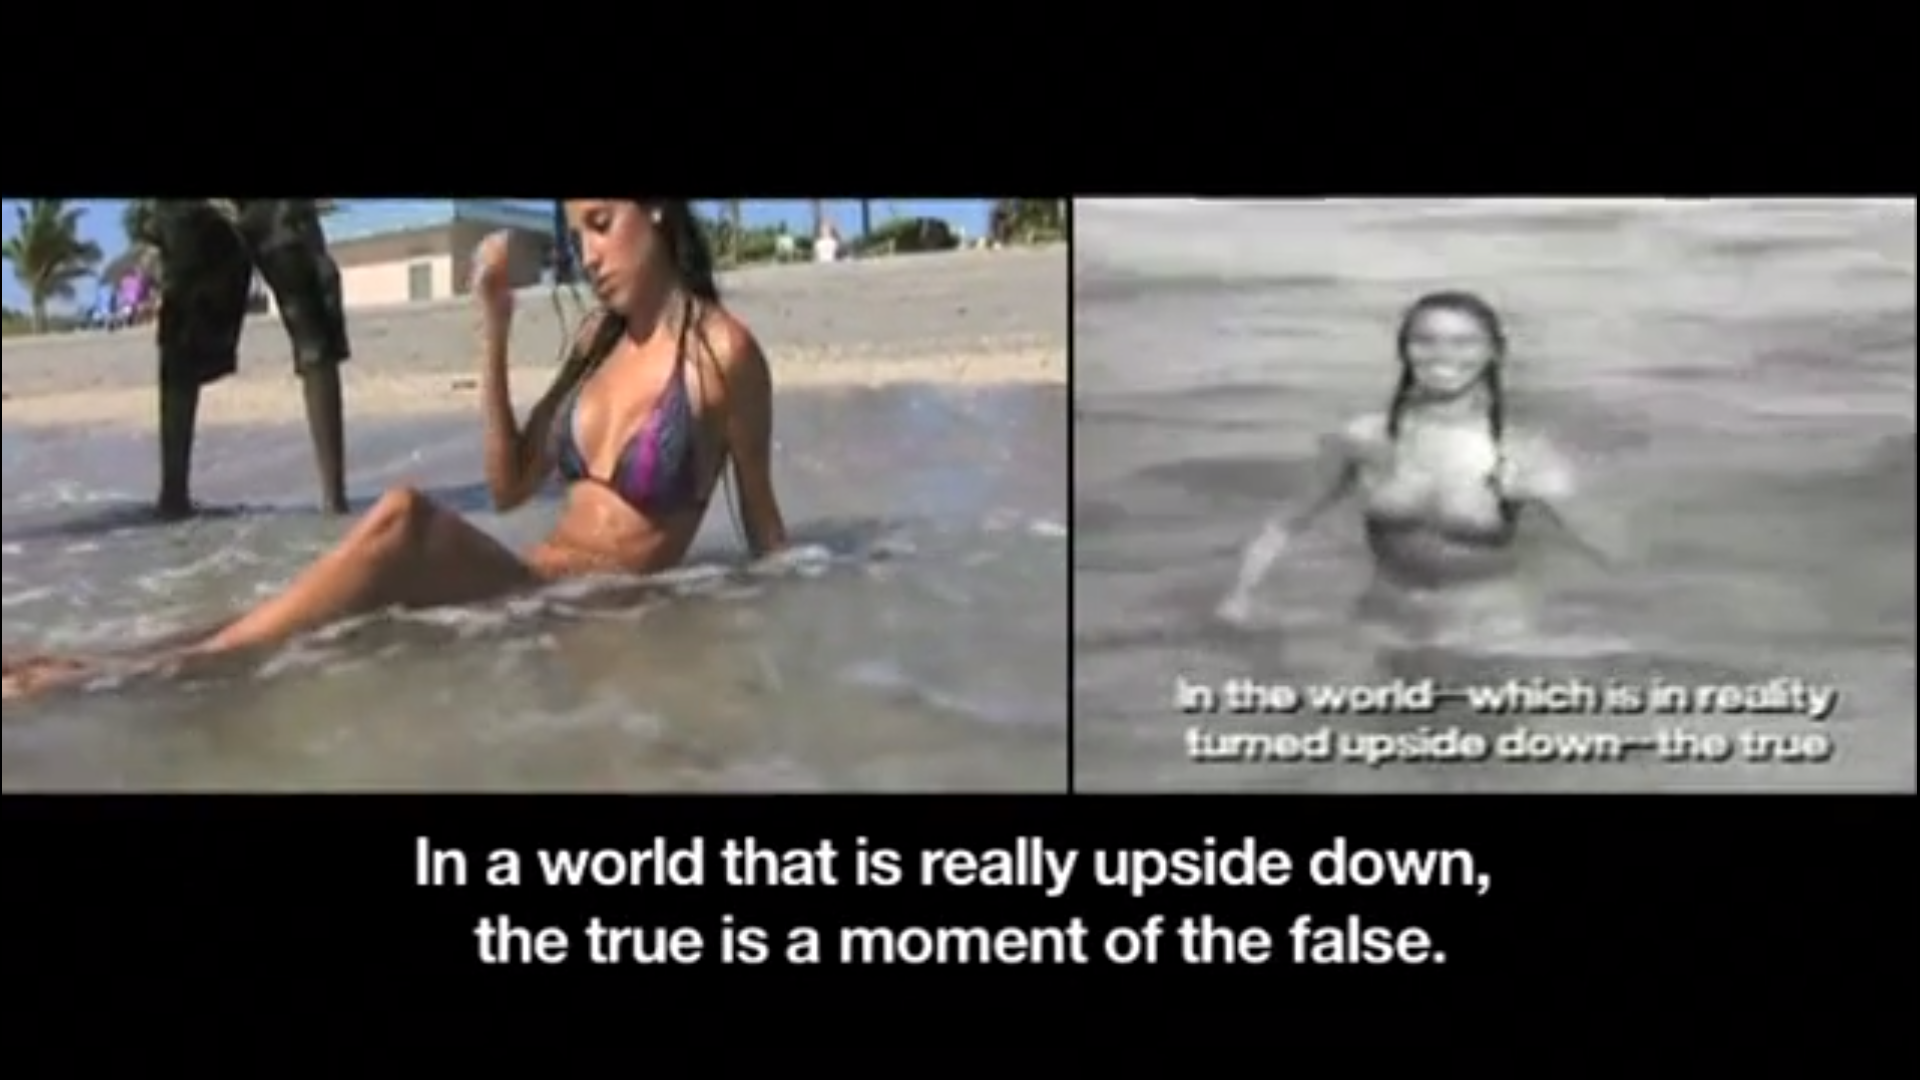 In the world—which is in reality
turned upside down—the true
In a world that is really upside down,
the true is a moment of the false.